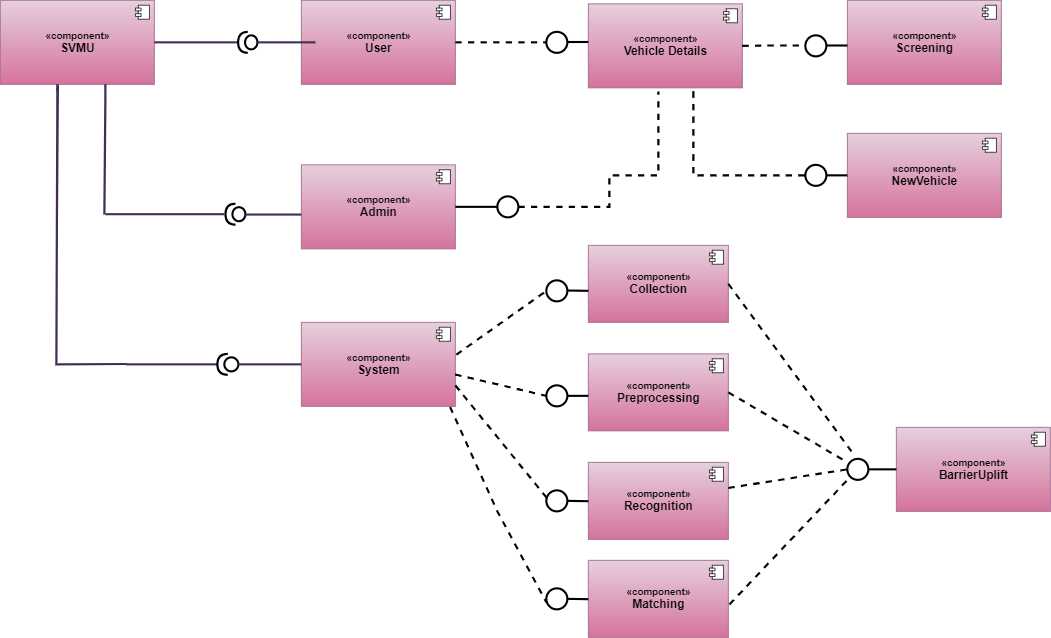 «component»
SVMU
«component»
User
«component»
Vehicle Details
«component»
Screening
«component»
NewVehicle
«component»
Admin
«component»
Collection
«component»
System
«component»
Preprocessing
«component»
BarrierUplift
«component»
Recognition
«component»
Matching